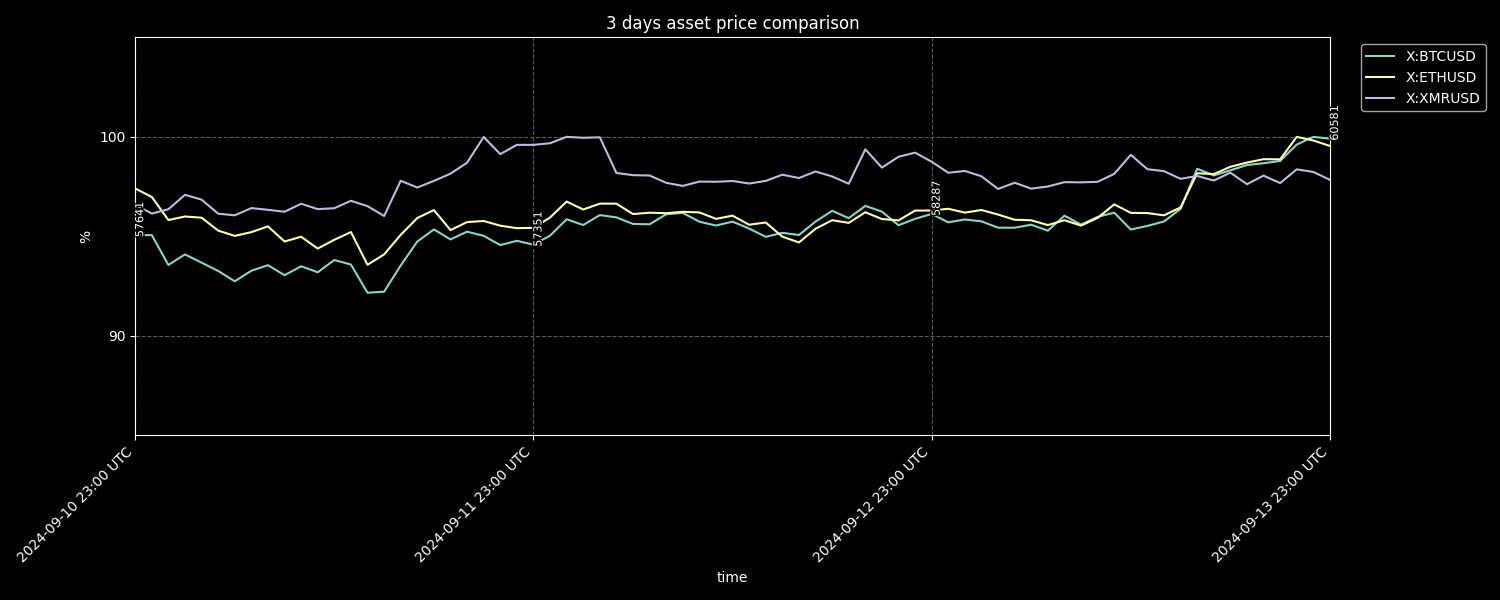 3 days asset price comparison
X:BTCUSD
X:ETHUSD
X:XMRUSD
100
90
%
57641
57351
58287
60581
2024-09-10 23:00 UTC
2024-09-11 23:00 UTC
2024-09-12 23:00 UTC
2024-09-13 23:00 UTC
time